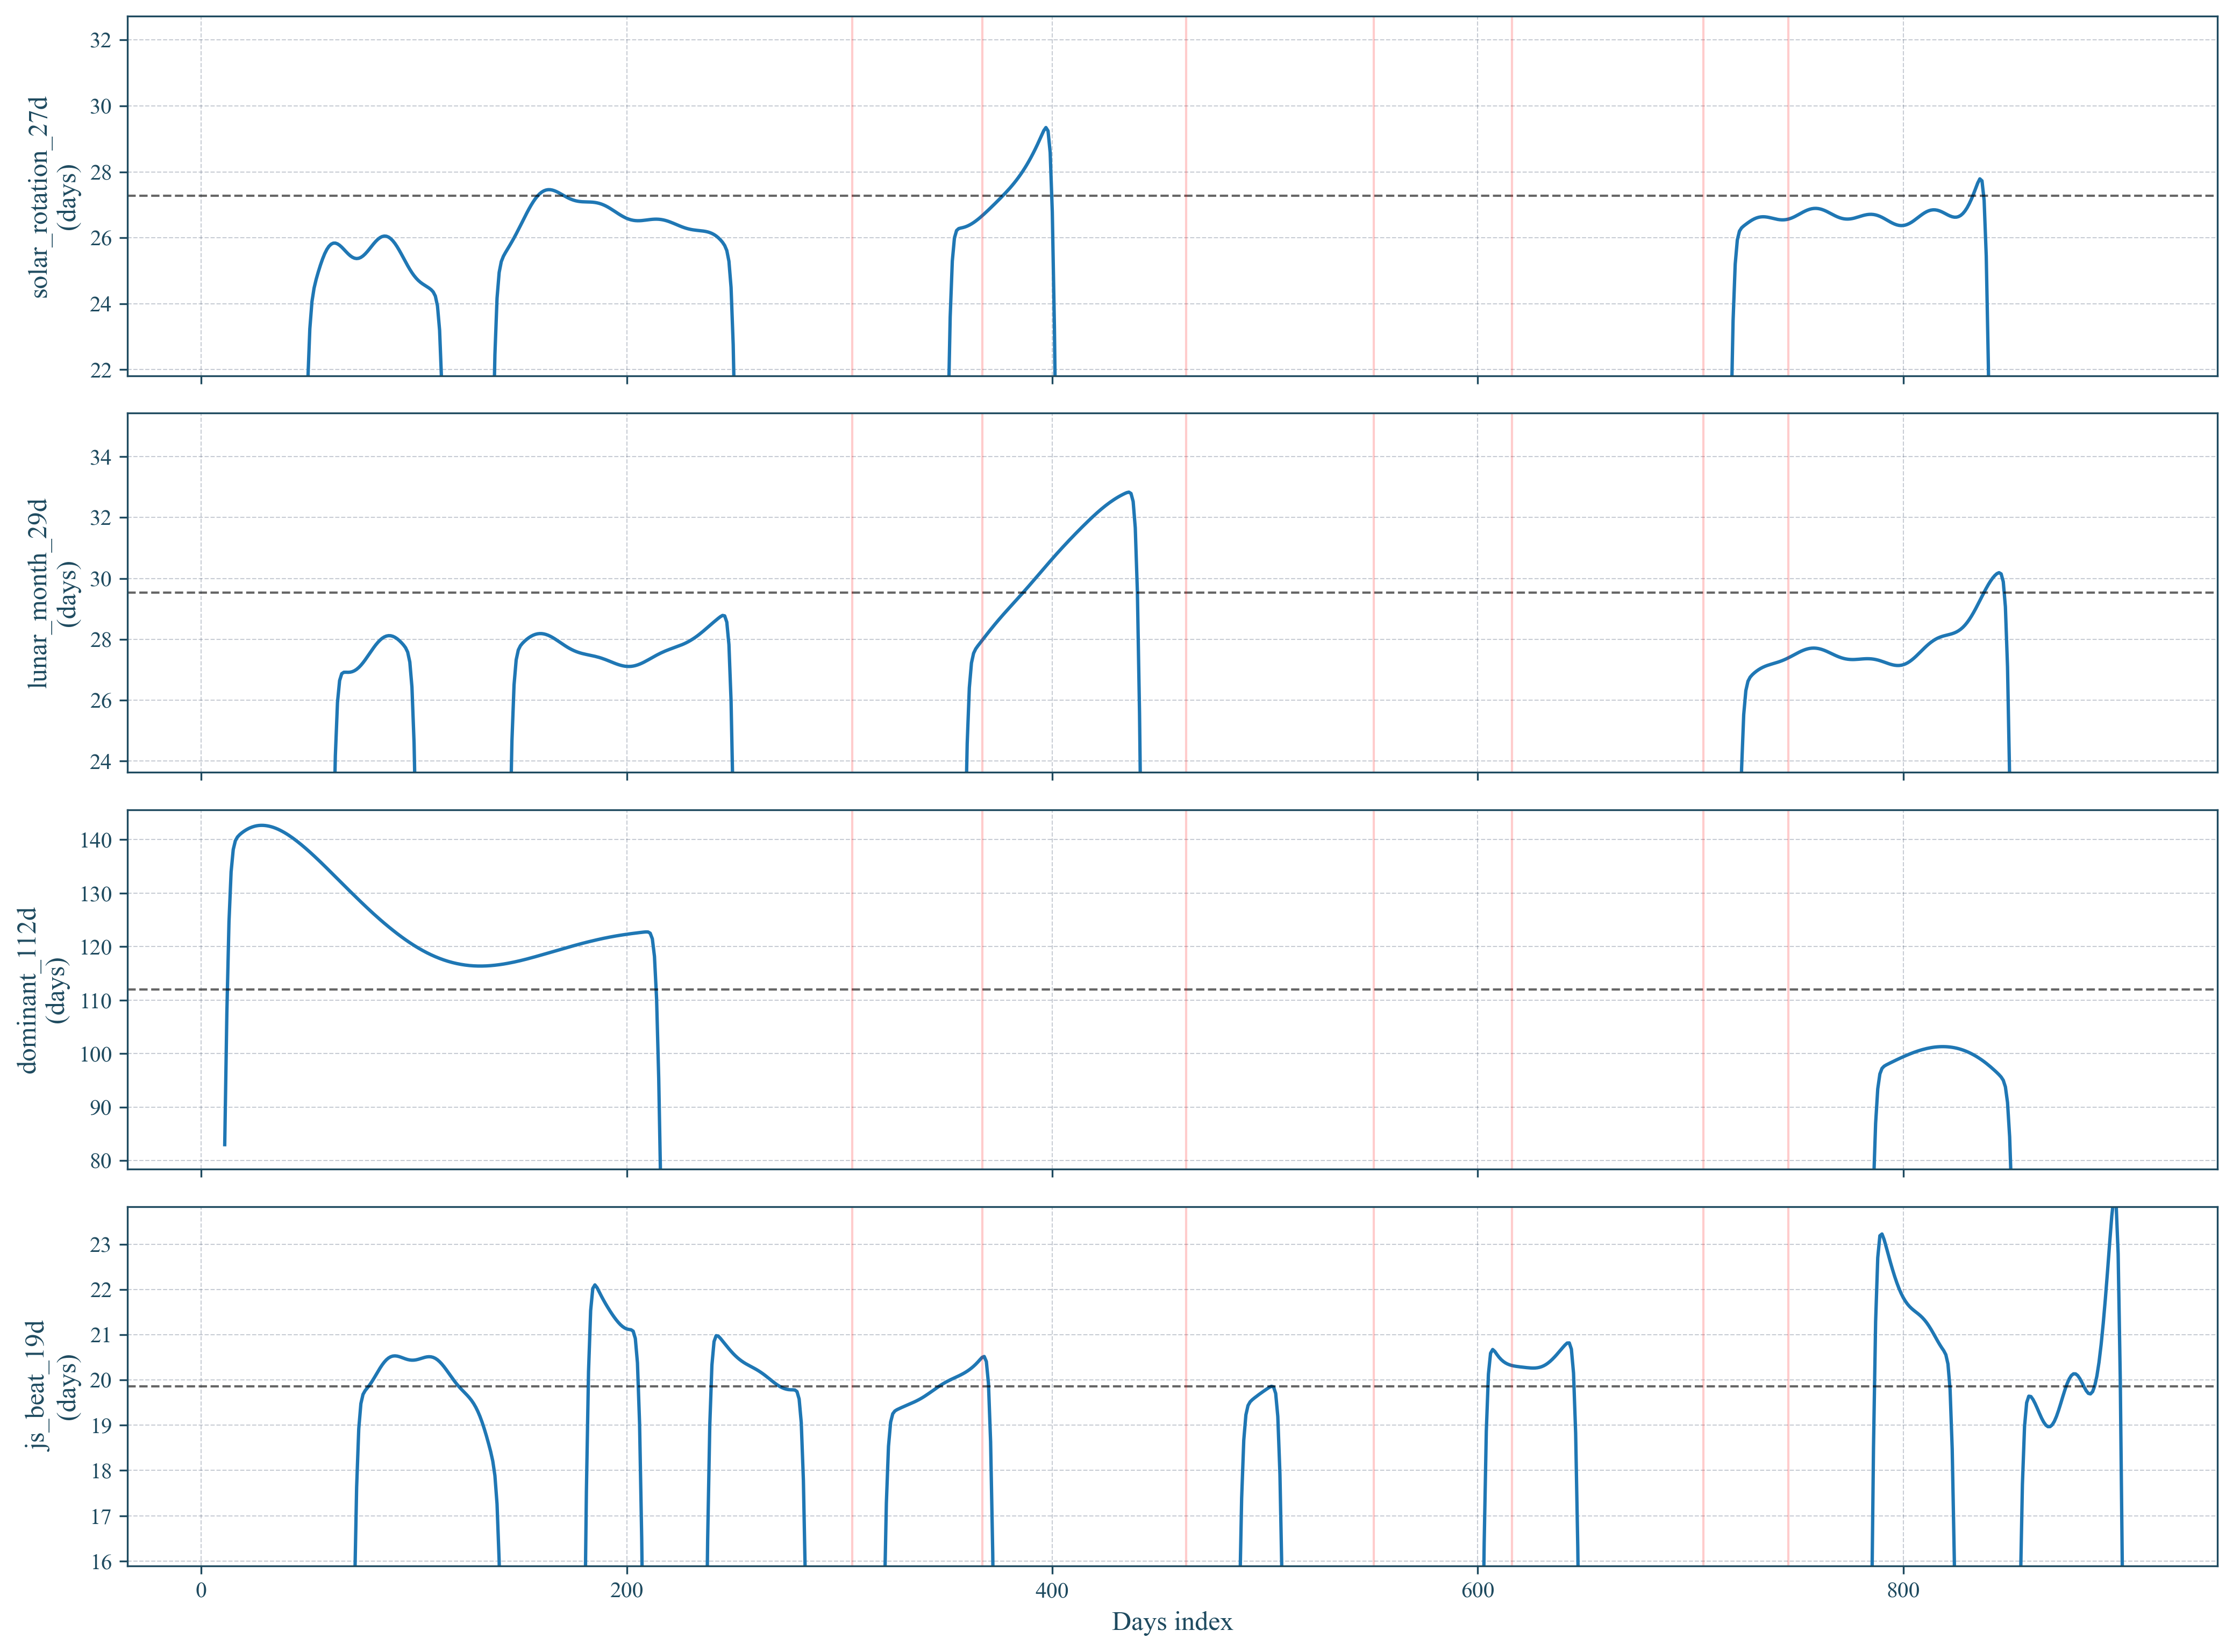 solar_rotation_27d
(days)
32
30
28
26
24
22
lunar_month_29d
(days)
34
32
30
28
26
24
dominant_112d
(days)
140
130
120
110
100
90
80
js_beat_19d
(days)
23
22
21
20
19
18
17
16
0 200 400 600 800
Days index